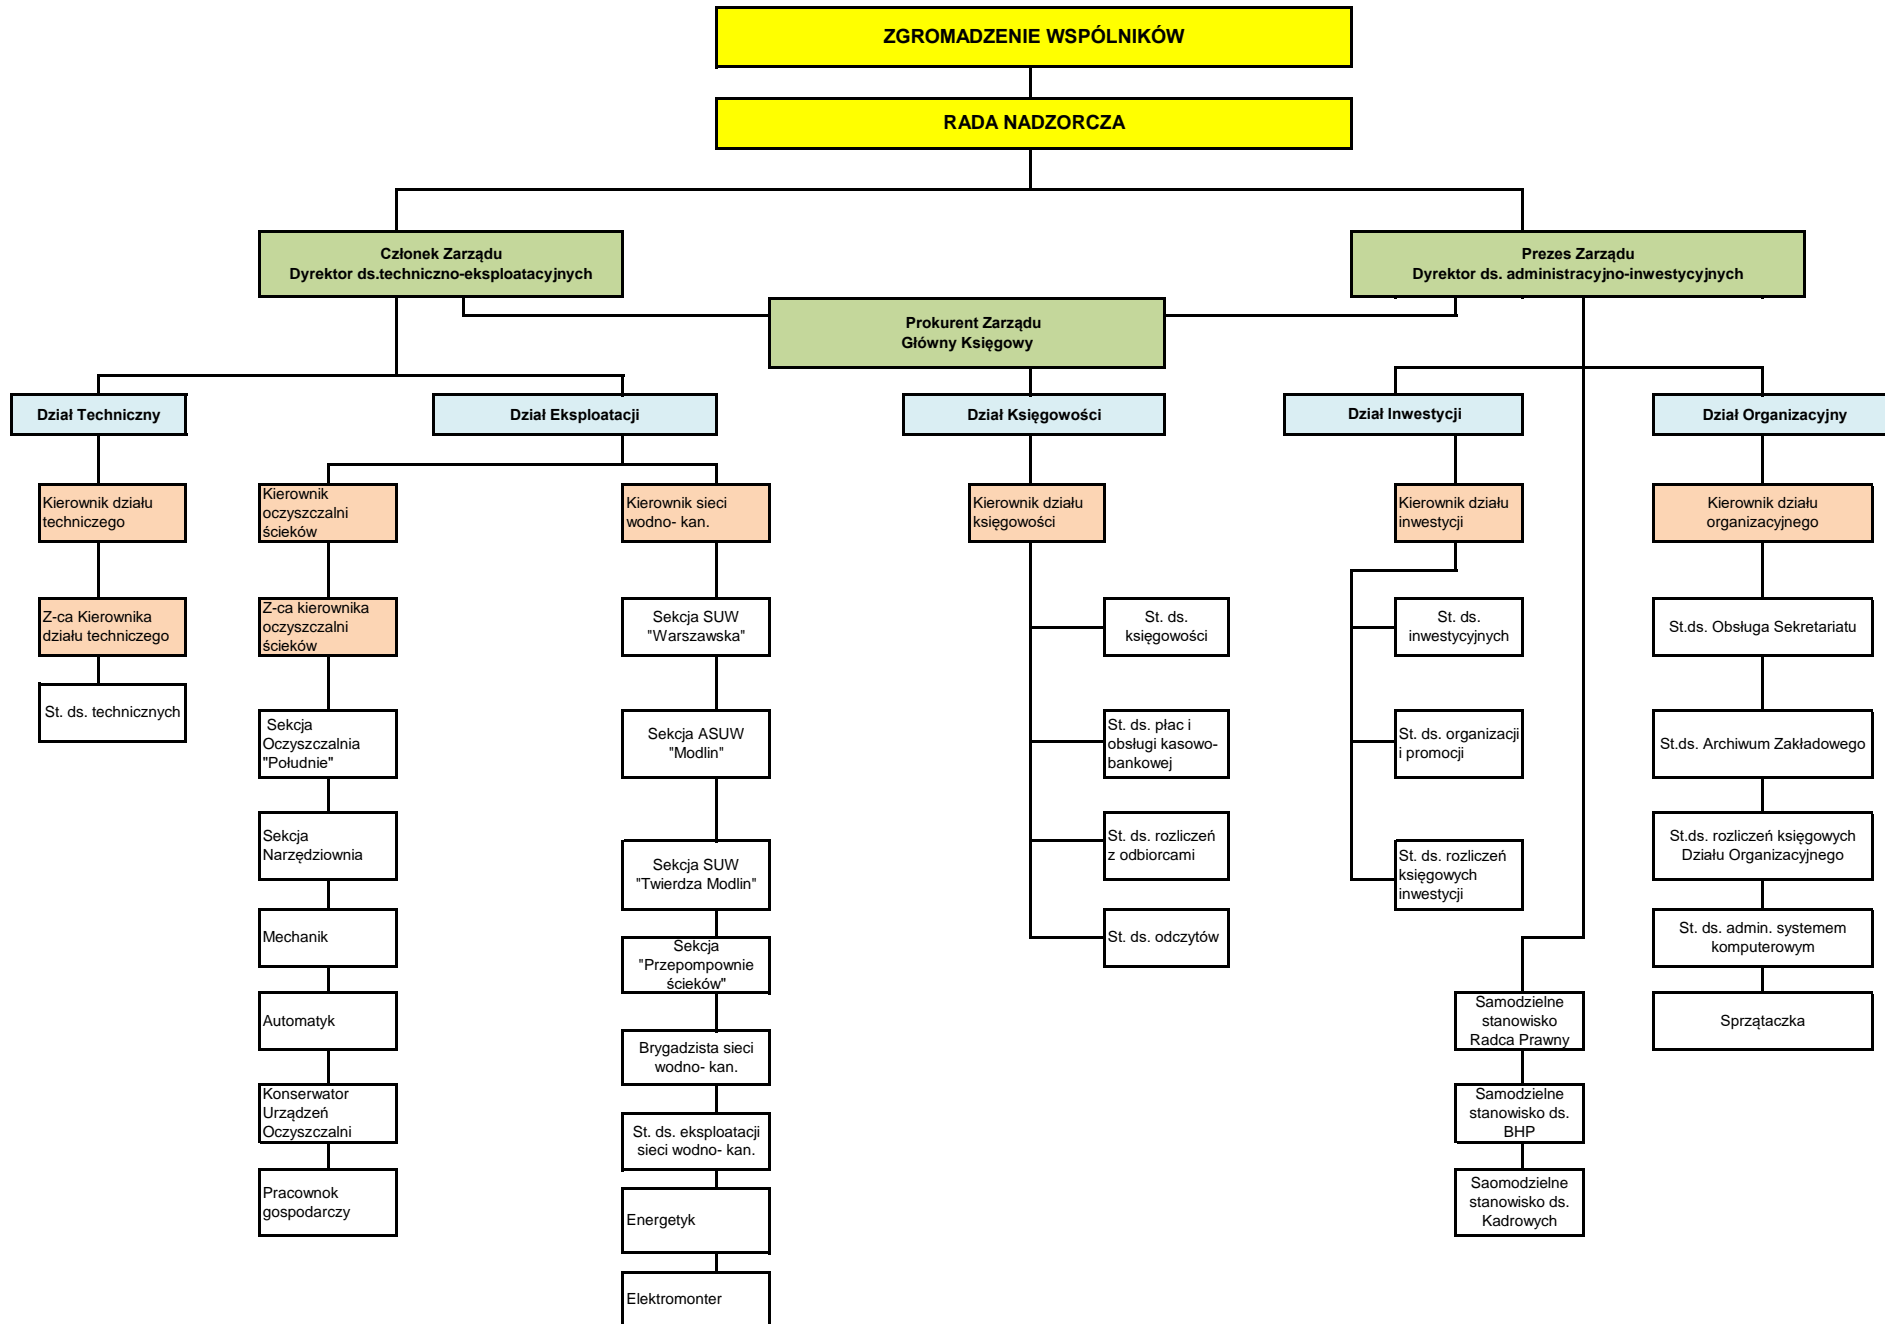 ZGROMADZENIE WSPÓLNIKÓW
RADA NADZORCZA
Członek Zarządu
Dyrektor ds.techniczno-eksploatacyjnych
Prezes Zarządu
Dyrektor ds. administracyjno-inwestycyjnych
Prokurent Zarządu
Główny Księgowy
Dział Techniczny
Dział Eksploatacji
Dział Księgowości
Dział Inwestycji
Dział Organizacyjny
Kierownik działu
techniczego
Kierownik
oczyszczalni
ścieków
Kierownik sieci
wodno- kan.
Kierownik działu
księgowości
Kierownik działu
inwestycji
Kierownik działu
organizacyjnego
Z-ca Kierownika
działu techniczego
Z-ca kierownika
oczyszczalni
ścieków
Sekcja SUW
"Warszawska"
St. ds.
księgowości
St. ds.
inwestycyjnych
St.ds. Obsługa Sekretariatu
St. ds. technicznych
Sekcja
Oczyszczalnia
"Południe"
Sekcja ASUW
"Modlin"
St. ds. płac i
obsługi kasowo-
bankowej
St. ds. organizacji
i promocji
St.ds. Archiwum Zakładowego
Sekcja
Narzędziownia
Sekcja SUW
"Twierdza Modlin"
St. ds. rozliczeń
z odbiorcami
St. ds. rozliczeń
księgowych
inwestycji
St.ds. rozliczeń księgowych
Działu Organizacyjnego
Mechanik
Sekcja
"Przepompownie
ścieków"
St. ds. odczytów
St. ds. admin. systemem
komputerowym
Automatyk
Brygadzista sieci
wodno- kan.
Samodzielne
stanowisko
Radca Prawny
Sprzątaczka
Konserwator
Urządzeń
Oczyszczalni
St. ds. eksploatacji
sieci wodno- kan.
Samodzielne
stanowisko ds.
BHP
Pracownok
gospodarczy
Energetyk
Saomodzielne
stanowisko ds.
Kadrowych
Elektromonter